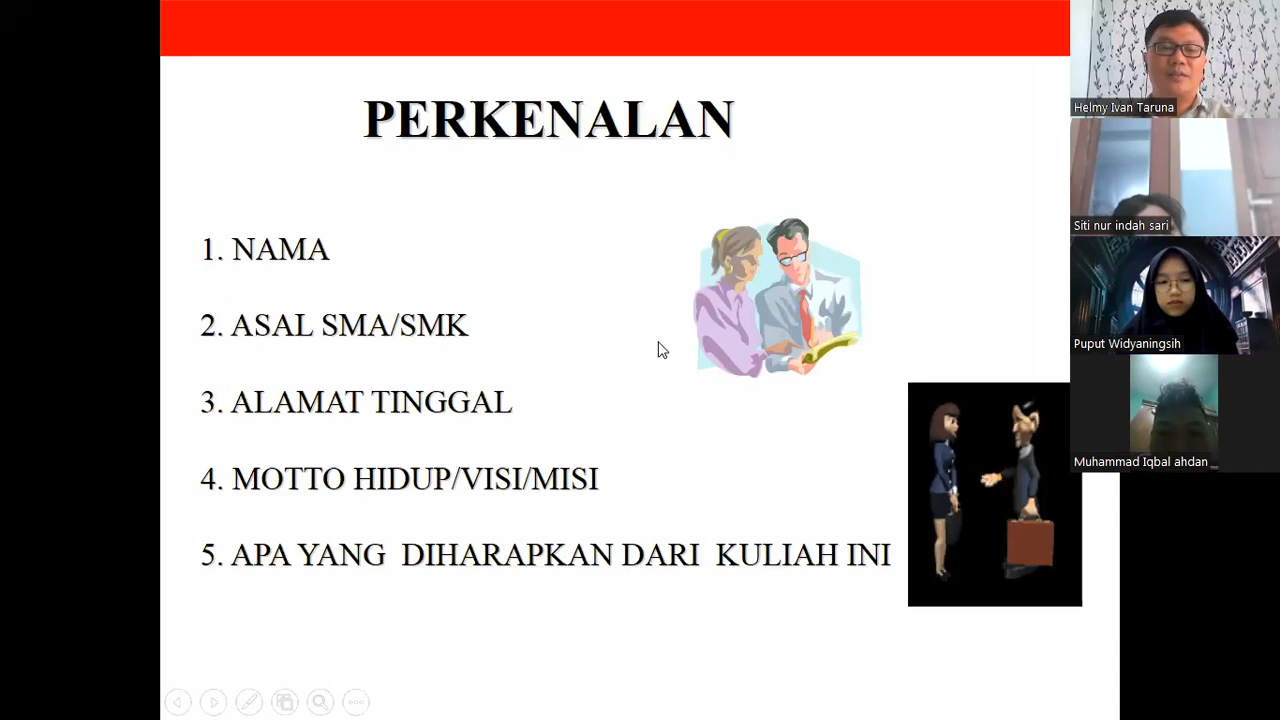 PERKENALAN
1. NAMA
2. ASAL SMA/SMK
3. ALAMAT TINGGAL
4. MOTTO HIDUP/VISI/MISI
5. APA YANG DIHARAPKAN DARI KULIAH INI
Helmy Ivan Taruna
Siti nur indah sari
Puput Widyaningsih
Muhammad Iqbal ahdan